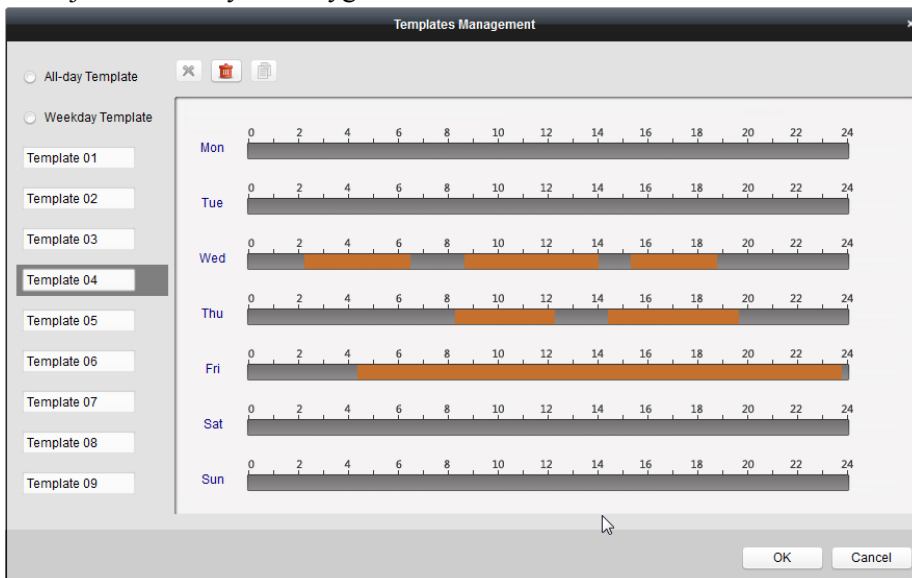 Templates Management
All-day Template
Weekday Template
Template 01
Template 02
Template 03
Template 04
Template 05
Template 06
Template 07
Template 08
Template 09
0 2 4 6 8 10 12 14 16 18 20 22 24
Mon
0 2 4 6 8 10 12 14 16 18 20 22 24
Tue
0 2 4 6 8 10 12 14 16 18 20 22 24
Wed
0 2 4 6 8 10 12 14 16 18 20 22 24
Thu
0 2 4 6 8 10 12 14 16 18 20 22 24
Fri
0 2 4 6 8 10 12 14 16 18 20 22 24
Sat
0 2 4 6 8 10 12 14 16 18 20 22 24
Sun
OK Cancel